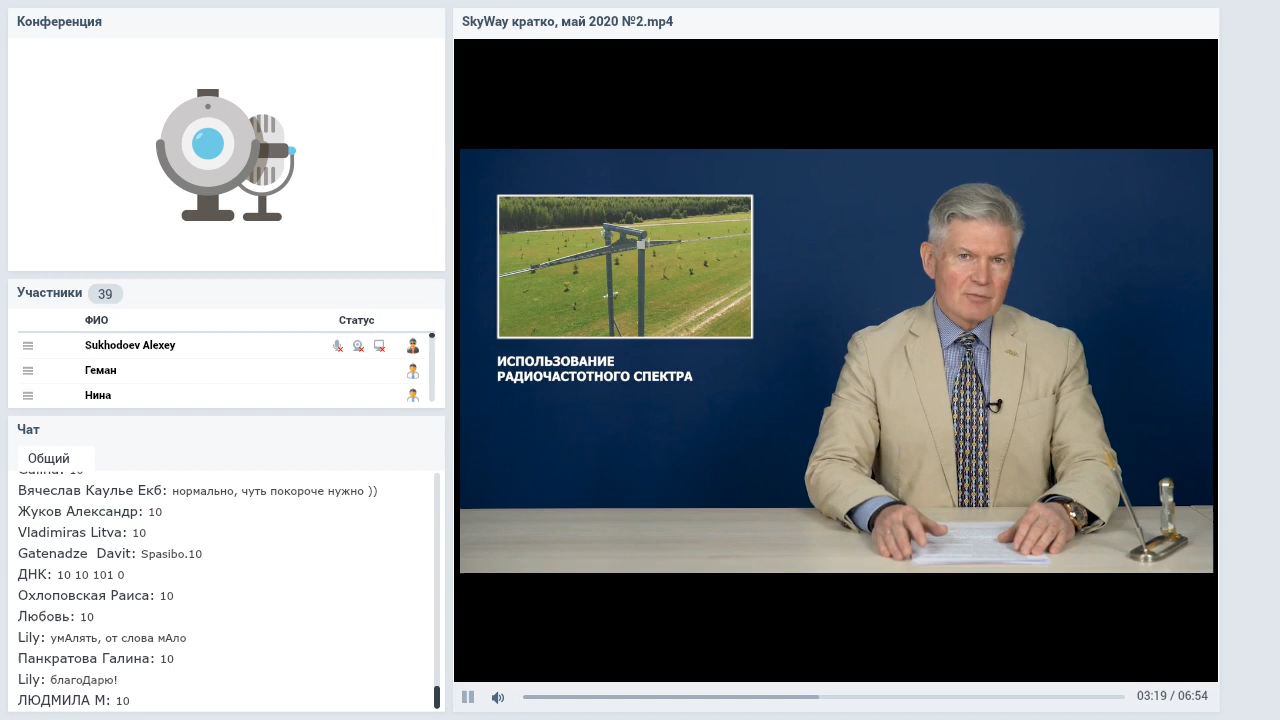 Конференция
SkyWay кратко, май 2020 №2.mp4
Участники 39
ФИО Статус
Sukhodoev Alexey
Геман
Нина
Чат
Общий
Вячеслав Каулье Екб: нормально, чуть покороче нужно ))
Жуков Александр: 10
Vladimiras Litva: 10
Gatenadze Davit: Spasibo.10
ДНК: 10 10 101 0
Охлоповская Раиса: 10
Любовь: 10
Lily: умАлять, от слова мАло
Панкратова Галина: 10
Lily: благоДарю!
ЛЮДМИЛА М: 10
ИСПОЛЬЗОВАНИЕ
РАДИОЧАСТОТНОГО СПЕКТРА
03:19 / 06:54